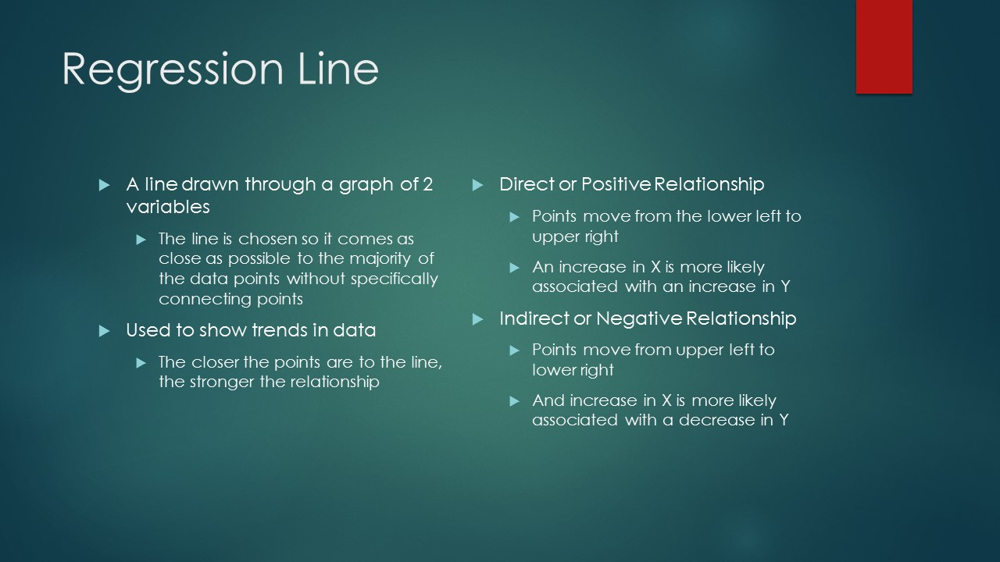 Regression Line
A line drawn through a graph of 2
variables
The line is chosen so it comes as
close as possible to the majority of
the data points without specifically
connecting points
Used to show trends in data
The closer the points are to the line,
the stronger the relationship
Direct or Positive Relationship
Points move from the lower left to
upper right
An increase in X is more likely
associated with an increase in Y
Indirect or Negative Relationship
Points move from upper left to
lower right
And increase in X is more likely
associated with a decrease in Y